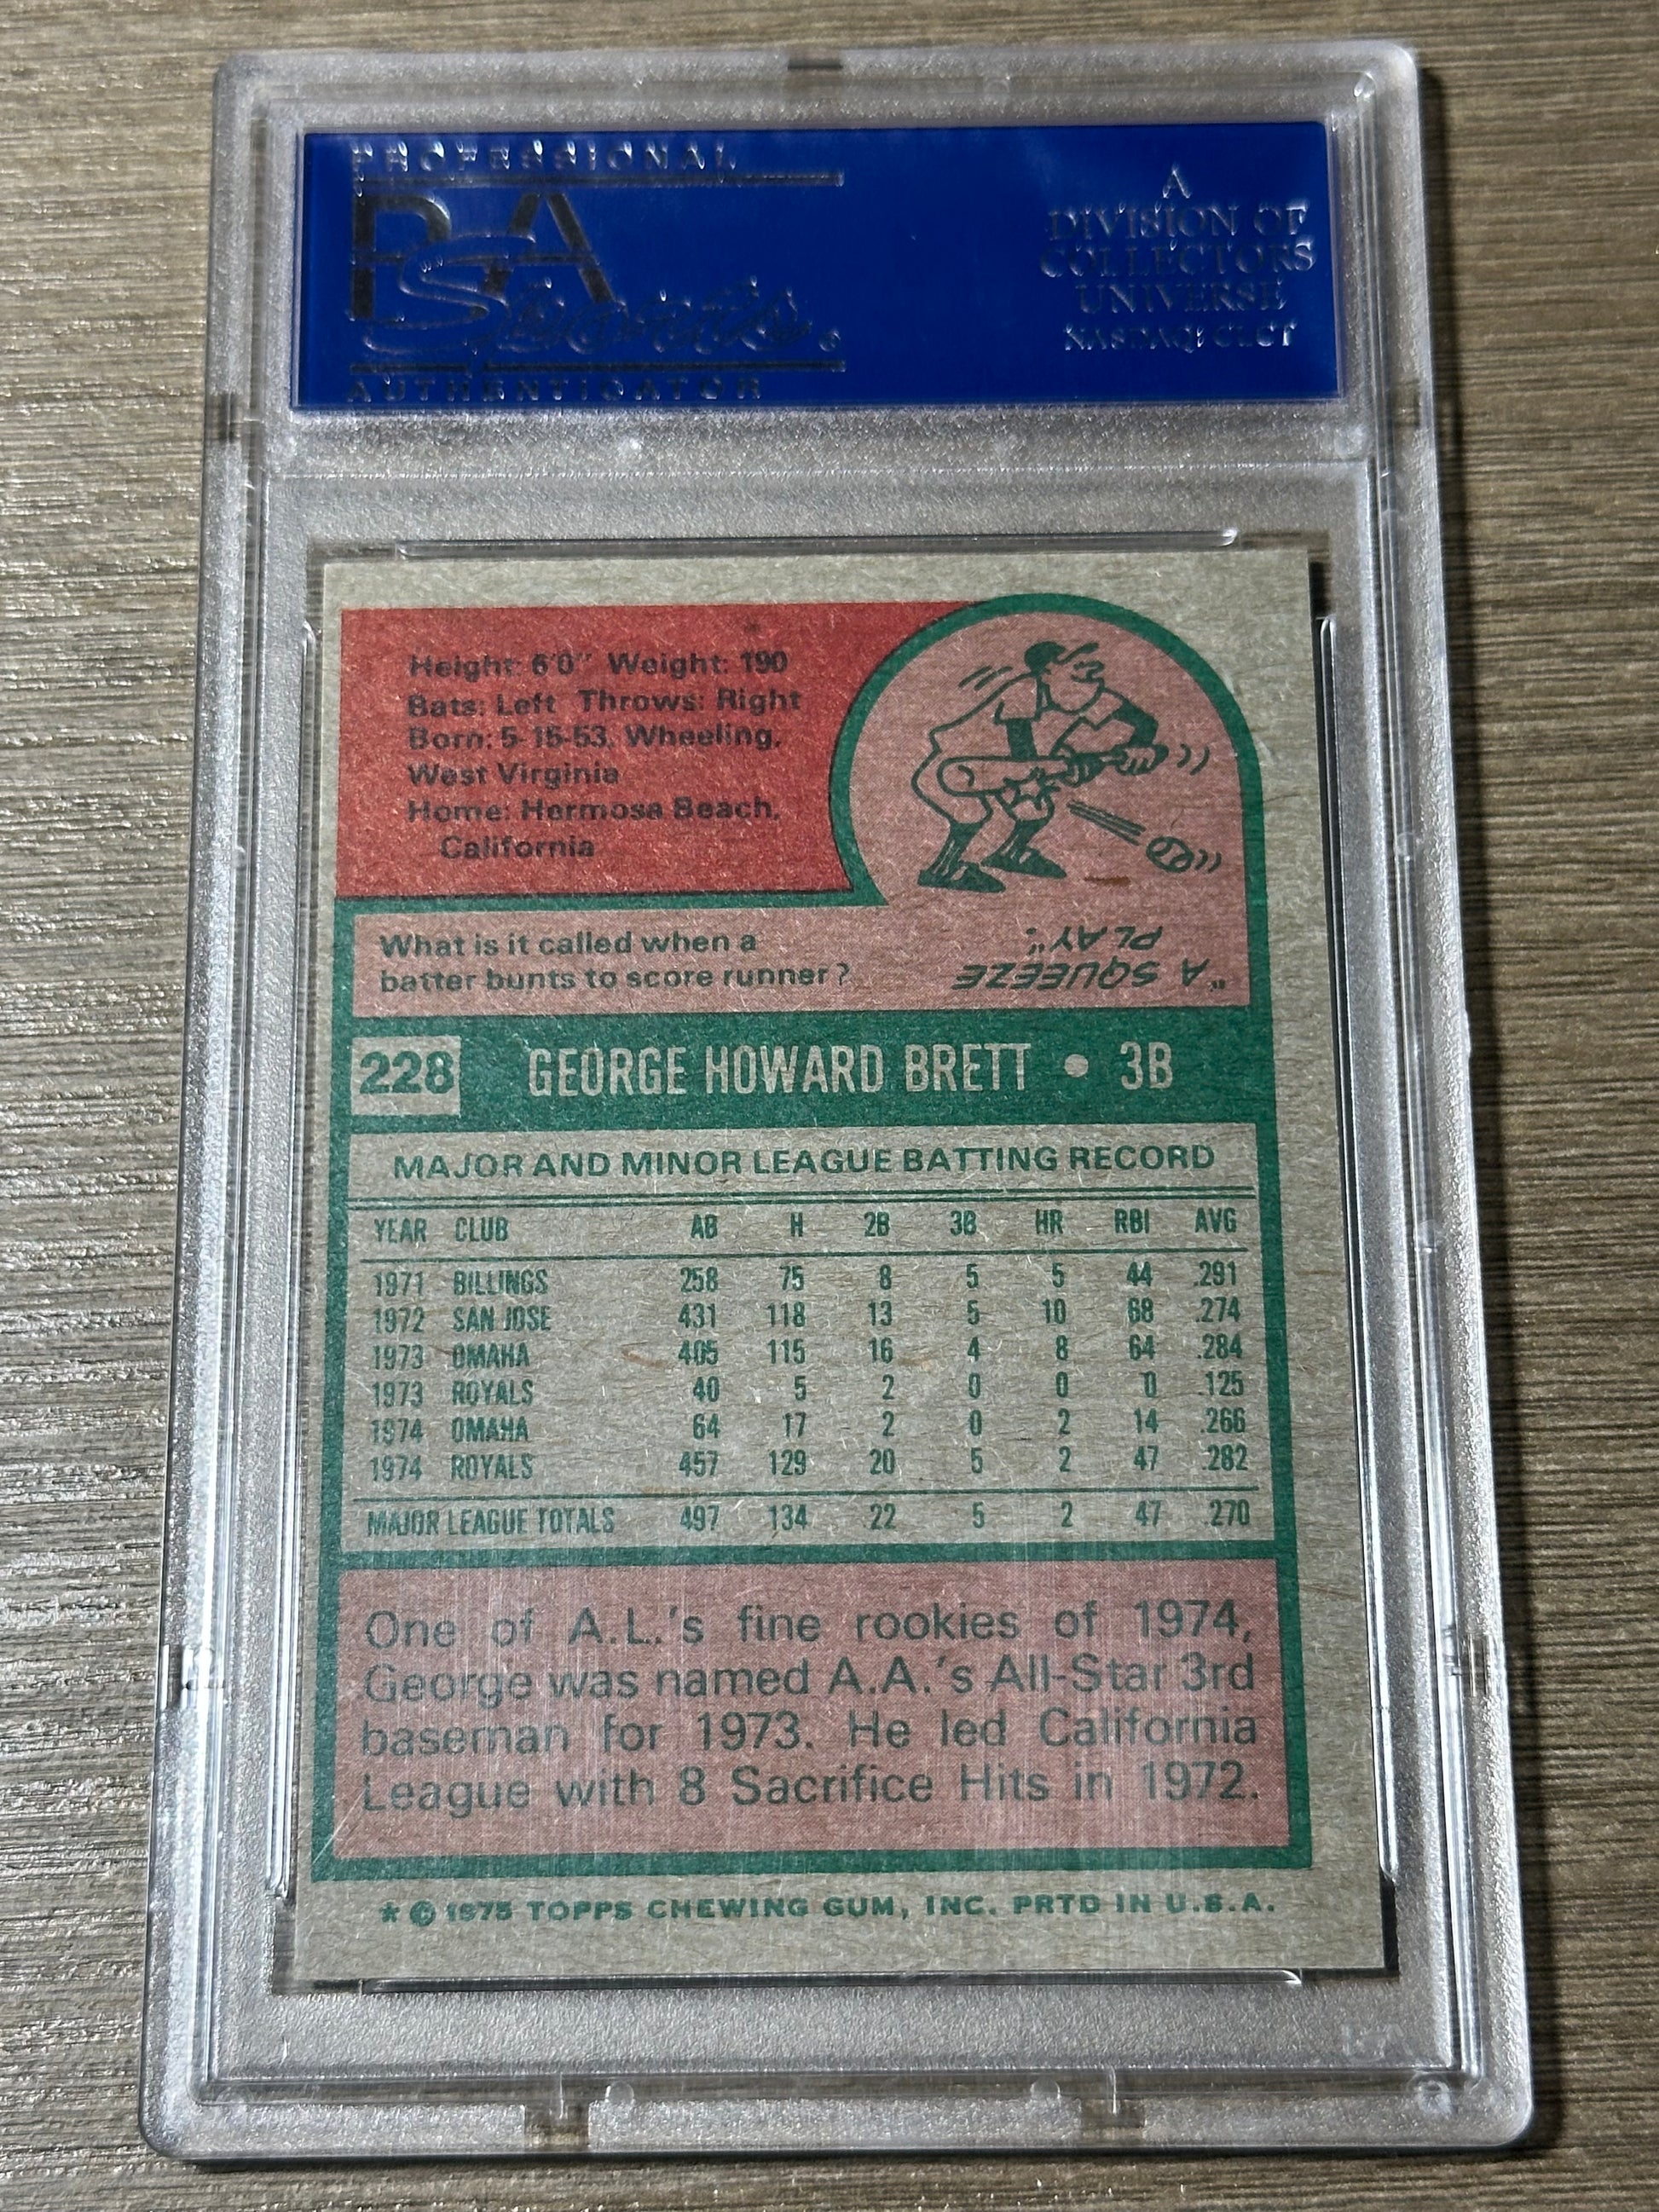 PROFESSIONAL
PSA
Sports
AUTHENTICATOR
A
DIVISION OF
COLLECTORS
UNIVERSE
NASDAQ: CLCT
Height: 6'0" Weight: 190
Bats: Left Throws: Right
Born: 5-15-53, Wheeling,
West Virginia
Home: Hermosa Beach,
California
What is it called when a
batter bunts to score runner?
"A SQUEEZE
PLAY".
228 GEORGE HOWARD BRETT • 3B
MAJOR AND MINOR LEAGUE BATTING RECORD
YEAR CLUB AB H 2B 3B HR RBI AVG
1971 BILLINGS 258 75 8 5 5 44 .291
1972 SAN JOSE 431 118 13 5 10 68 .274
1973 OMAHA 405 115 16 4 8 64 .284
1973 ROYALS 40 5 2 0 0 0 .125
1974 OMAHA 64 17 2 0 2 14 .266
1974 ROYALS 457 129 20 5 2 47 .282
MAJOR LEAGUE TOTALS 497 134 22 5 2 47 .270
One of A.L.'s fine rookies of 1974,
George was named A.A.'s All-Star 3rd
baseman for 1973. He led California
League with 8 Sacrifice Hits in 1972.
* © 1975 TOPPS CHEWING GUM, INC. PRTD IN U.S.A.